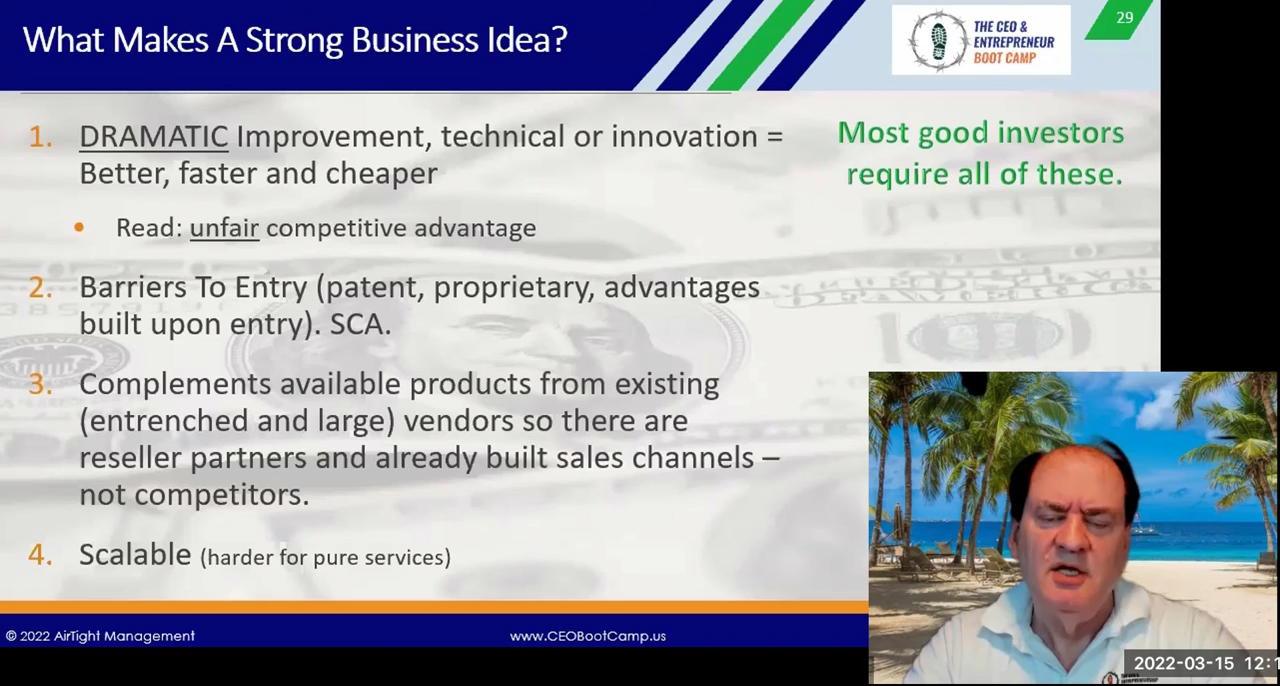 What Makes A Strong Business Idea?
THE CEO &
ENTREPRENEUR
BOOT CAMP
29
1. DRAMATIC Improvement, technical or innovation =
Better, faster and cheaper
• Read: unfair competitive advantage
Most good investors
require all of these.
2. Barriers To Entry (patent, proprietary, advantages
built upon entry). SCA.
3. Complements available products from existing
(entrenched and large) vendors so there are
reseller partners and already built sales channels –
not competitors.
4. Scalable (harder for pure services)
© 2022 AirTight Management
www.CEOBootCamp.us
2022-03-15 12:1